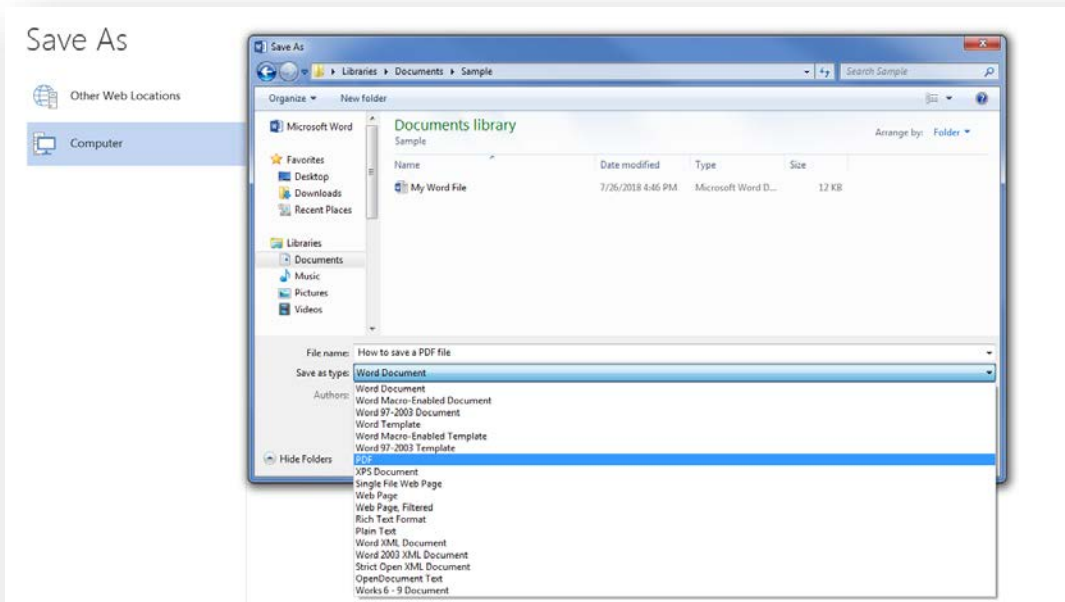 Save As
Other Web Locations
Computer
Save As
Libraries Documents Sample
Search Sample
Organize New folder
Microsoft Word
Favorites
Desktop
Downloads
Recent Places
Libraries
Documents
Music
Pictures
Videos
Documents library
Sample
Arrange by: Folder
Name Date modified Type Size
My Word File 7/26/2018 4:46 PM Microsoft Word D... 12 KB
File name: How to save a PDF file
Save as type: Word Document
Authors:
Hide Folders
Word Document
Word Macro-Enabled Document
Word 97-2003 Document
Word Template
Word Macro-Enabled Template
Word 97-2003 Template
PDF
XPS Document
Single File Web Page
Web Page
Web Page, Filtered
Rich Text Format
Plain Text
Word XML Document
Word 2003 XML Document
Strict Open XML Document
OpenDocument Text
Works 6 - 9 Document